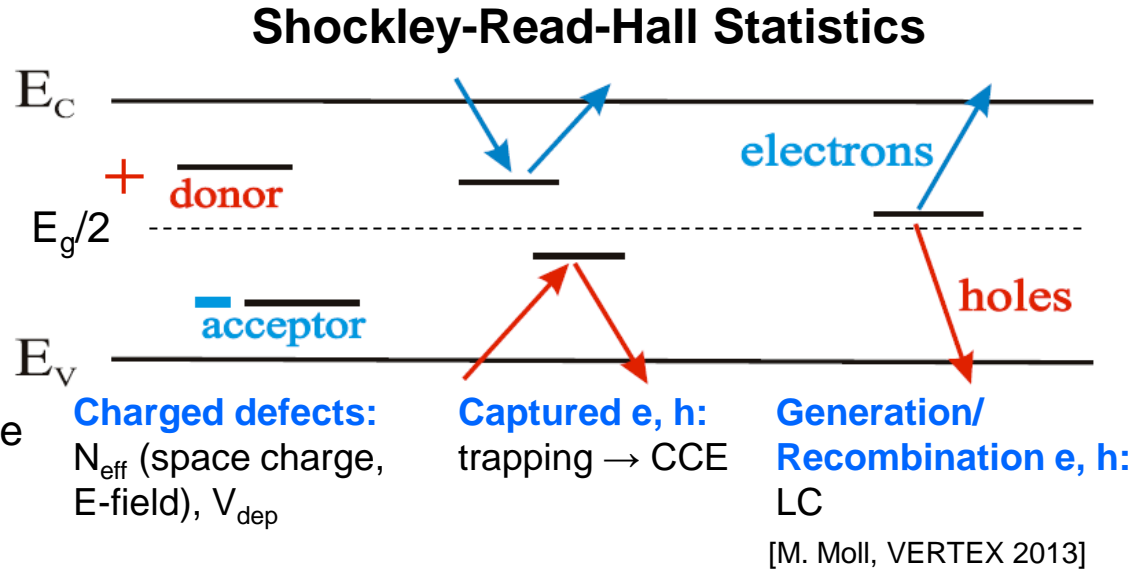 Shockley-Read-Hall Statistics
E_C
electrons
+ donor
E_g/2
holes
acceptor
E_V
e
Charged defects:
N_eff (space charge,
E-field), V_dep
Captured e, h:
trapping → CCE
Generation/
Recombination e, h:
LC
[M. Moll, VERTEX 2013]